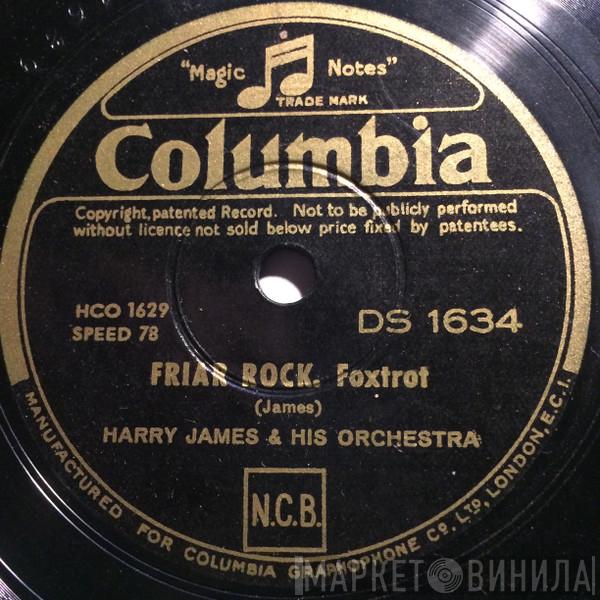 "Magic Notes"
TRADE MARK
Columbia
Copyright, patented Record. Not to be publicly performed
without licence not sold below price fixed by patentees.
HCO 1629
SPEED 78
DS 1634
FRIAR ROCK. Foxtrot
(James)
HARRY JAMES & HIS ORCHESTRA
N.C.B.
MANUFACTURED FOR COLUMBIA GRAPHOPHONE CO. LTD, LONDON, E.C.1.
МАРКЕТ ВИНИЛА